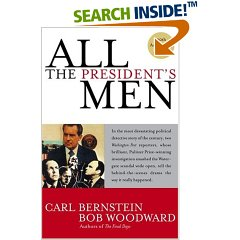 SEARCH INSIDE!™
ALL
THE PRESIDENT'S
MEN
In the most devastating political
detective story of the century, two
Washington Post reporters, whose
brilliant, Pulitzer Prize-winning
investigation smashed the Water-
gate scandal wide open, tell the
behind-the-scenes drama the
way it really happened.
CARL BERNSTEIN
BOB WOODWARD
Authors of The Final Days